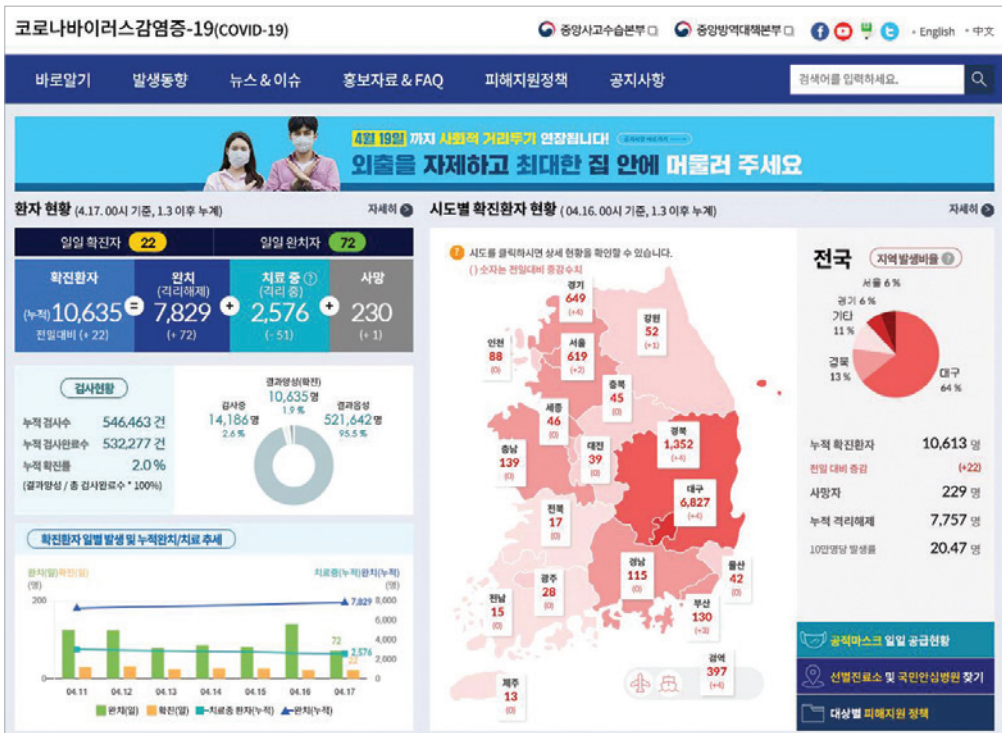 코로나바이러스감염증-19(COVID-19)
중앙사고수습본부 중앙방역대책본부 English 中文
바로알기 발생동향 뉴스 & 이슈 홍보자료 & FAQ 피해지원정책 공지사항 검색어를 입력하세요.
4월 19일 까지 사회적 거리두기 연장됩니다!
외출을 자제하고 최대한 집 안에 머물러 주세요
환자 현황 (4.17. 00시 기준, 1.3 이후 누계) 자세히
일일 확진자 22 일일 완치자 72
확진환자 완치 치료 중 사망
(격리해제) (격리 중)
(누적)10,635 = 7,829 + 2,576 + 230
전일대비 (+ 22) (+ 72) (- 51) (+ 1)
검사현황
누적 검사수 546,463 건
누적 검사완료수 532,277 건
누적 확진률 2.0 %
(결과양성 / 총 검사완료수 * 100%)
결과양성(확진)
10,635 명
1.9 %
검사중
14,186 명
2.6 %
결과음성
521,642 명
95.5 %
확진환자 일별 발생 및 누적완치/치료 추세
완치(일)확진(일) 치료중(누적)완치(누적)
(명) (명)
200 7,829 8,000
6,000
4,000
72 2,576
22 2,000
0 0
04.11 04.12 04.13 04.14 04.15 04.16 04.17
완치(일) 확진(일) 치료중 환자(누적) 완치(누적)
시도별 확진환자 현황 ( 04.16. 00시 기준, 1.3 이후 누계) 자세히
? 시도를 클릭하시면 상세 현황을 확인할 수 있습니다.
( ) 숫자는 전일대비 증감수치
경기
649
(+4)
강원
52
(+1)
인천
88
(0)
서울
619
(+2)
충북
45
(0)
세종
46
(0)
경북
1,352
(+4)
충남
139
(0)
대전
39
(0)
대구
6,827
(+4)
전북
17
(0)
경남
115
(0)
울산
42
(0)
광주
28
(0)
전남
15
(0)
부산
130
(+3)
검역
397
(+4)
제주
13
(0)
전국 지역 발생비율 ?
서울 6 %
경기 6 %
기타
11 %
경북
13 %
대구
64 %
누적 확진환자 10,613 명
전일 대비 증감 (+22)
사망자 229 명
누적 격리해제 7,757 명
10만명당 발생률 20.47 명
공적마스크 일일 공급현황
선별진료소 및 국민안심병원 찾기
대상별 피해지원 정책